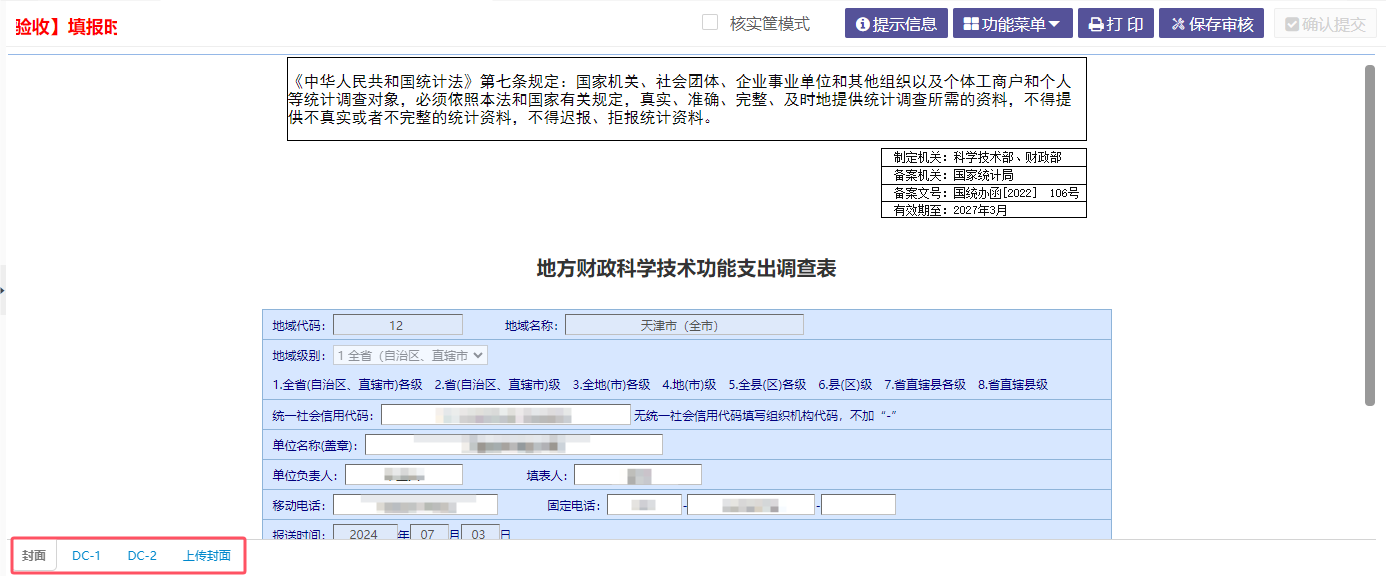 验收】填报时
核实筐模式
提示信息
功能菜单
打 印
保存审核
确认提交
《中华人民共和国统计法》第七条规定：国家机关、社会团体、企业事业单位和其他组织以及个体工商户和个人
等统计调查对象，必须依照本法和国家有关规定，真实、准确、完整、及时地提供统计调查所需的资料，不得提
供不真实或者不完整的统计资料，不得迟报、拒报统计资料。
制定机关：科学技术部、财政部
备案机关：国家统计局
备案文号：国统办函[2022] 106号
有效期至：2027年3月
地方财政科学技术功能支出调查表
地域代码： 12 地域名称： 天津市（全市）
地域级别： 1 全省（自治区、直辖市
1.全省(自治区、直辖市)各级 2.省(自治区、直辖市)级 3.全地(市)各级 4.地(市)级 5.全县(区)各级 6.县(区)级 7.省直辖县各级 8.省直辖县级
统一社会信用代码： 无统一社会信用代码填写组织机构代码，不加“-”
单位名称(盖章)：
单位负责人： 填表人：
移动电话： 固定电话： - -
报送时间： 2024 年 07 月 03 日
封面 DC-1 DC-2 上传封面